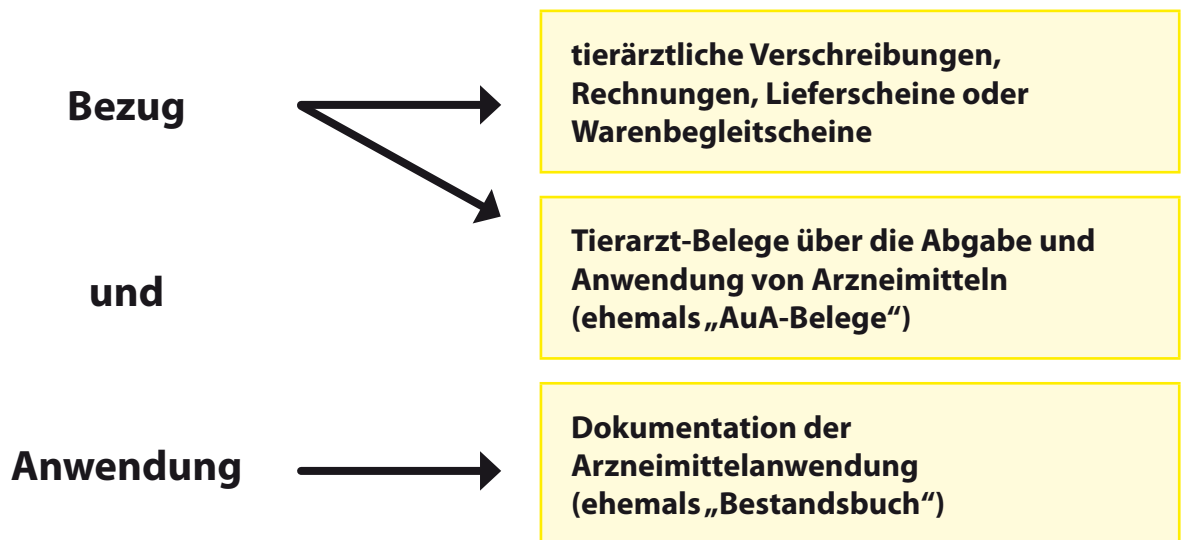 Bezug
tierärztliche Verschreibungen,
Rechnungen, Lieferscheine oder
Warenbegleitscheine
und
Tierarzt-Belege über die Abgabe und
Anwendung von Arzneimitteln
(ehemals „AuA-Belege“)
Anwendung
Dokumentation der
Arzneimittelanwendung
(ehemals „Bestandsbuch“)